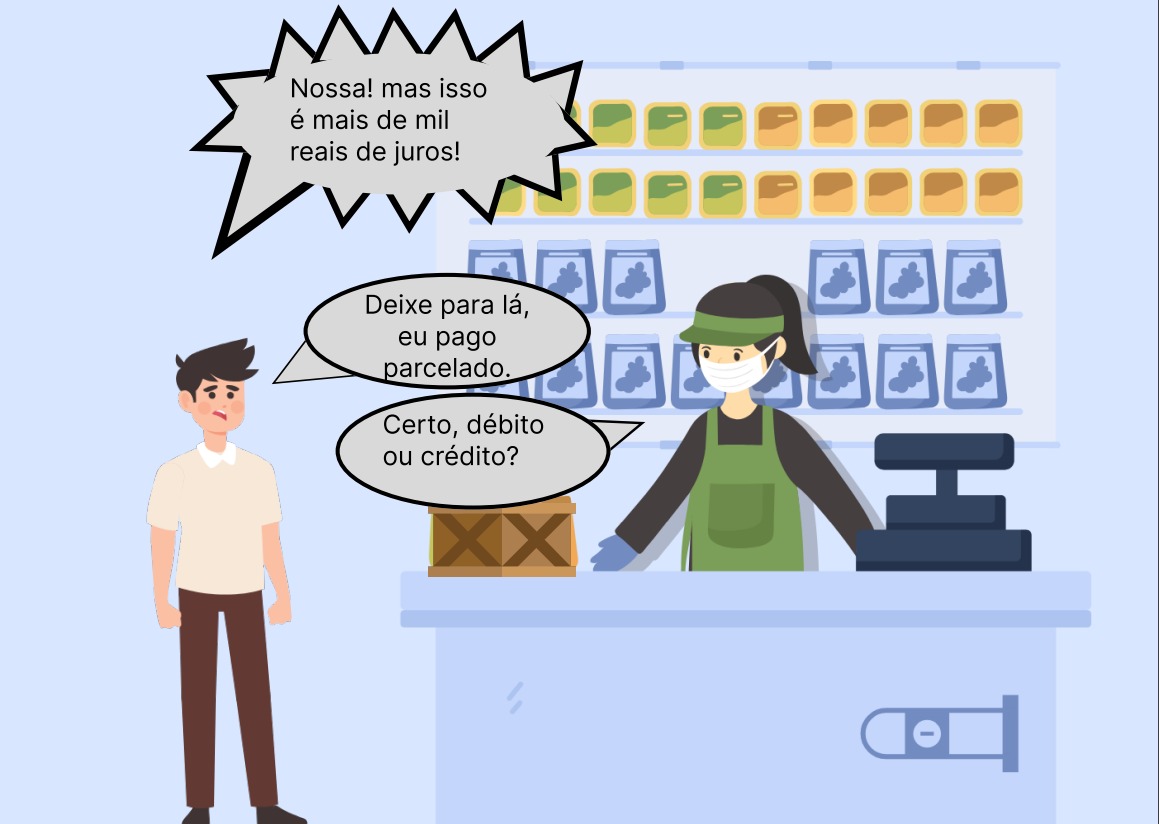 Nossa! mas isso
é mais de mil
reais de juros!
Deixe para lá,
eu pago
parcelado.
Certo, débito
ou crédito?